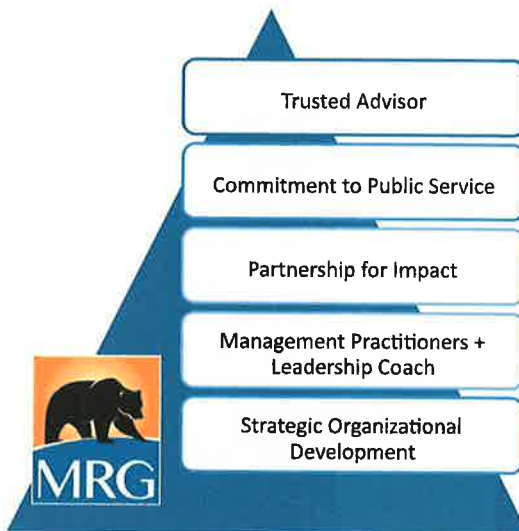 Trusted Advisor
Commitment to Public Service
Partnership for Impact
Management Practitioners +
Leadership Coach
Strategic Organizational
Development
MRG